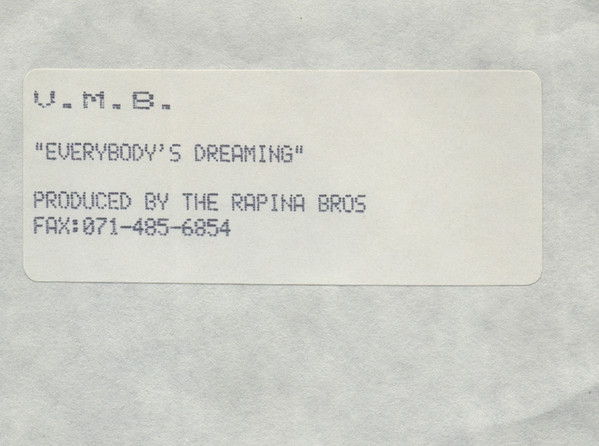 V.M.B.
"EVERYBODY'S DREAMING"
PRODUCED BY THE RAPINA BROS
FAX:071-485-6854